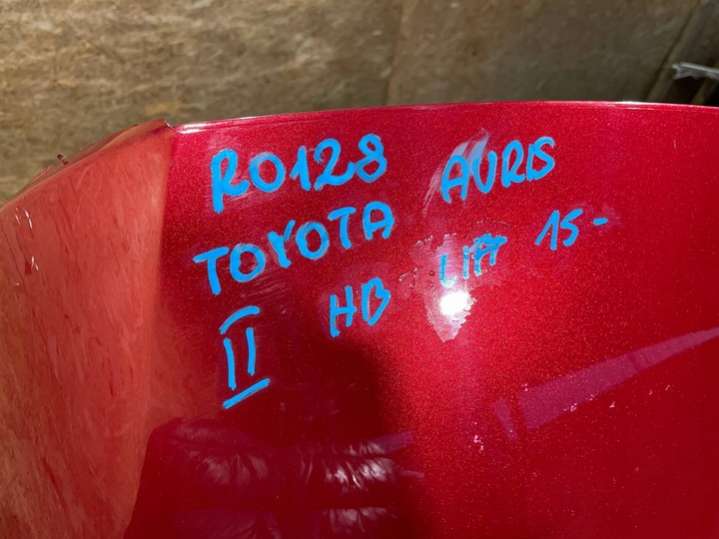 R0128
TOYOTA AURIS
II HB LIFT 15-